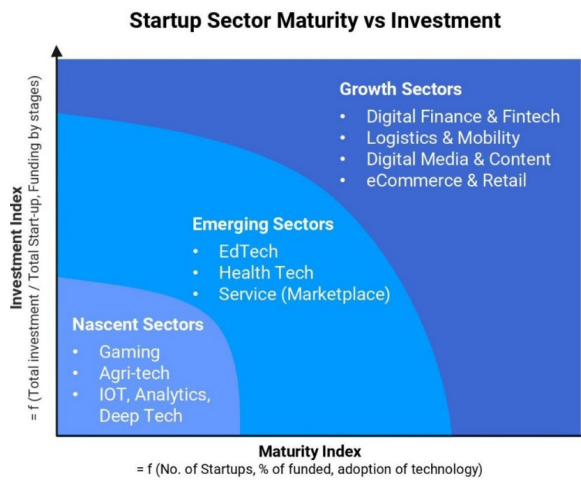 Startup Sector Maturity vs Investment
Investment Index
= f (Total investment / Total Start-up, Funding by stages)
Growth Sectors
• Digital Finance & Fintech
• Logistics & Mobility
• Digital Media & Content
• eCommerce & Retail
Emerging Sectors
• EdTech
• Health Tech
• Service (Marketplace)
Nascent Sectors
• Gaming
• Agri-tech
• IOT, Analytics,
Deep Tech
Maturity Index
= f (No. of Startups, % of funded, adoption of technology)